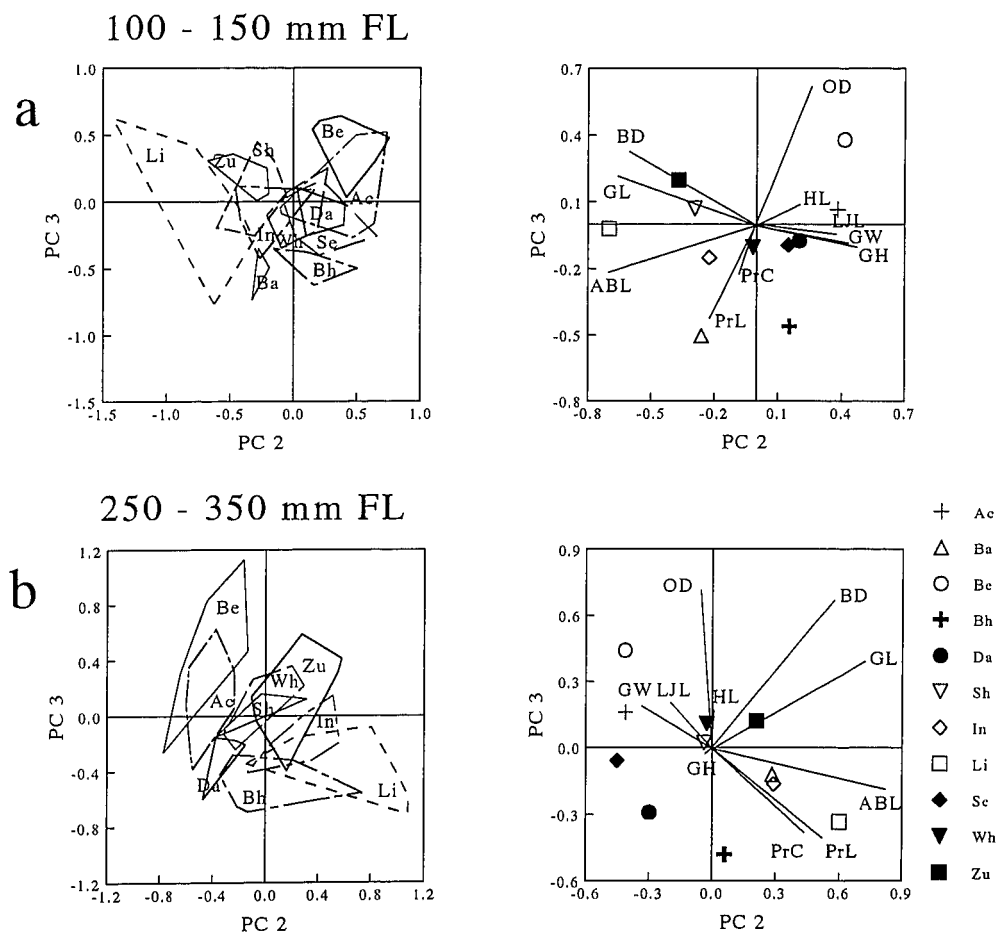 100 - 150 mm FL
a
PC 3
1.0
0.5
0.0
-0.5
-1.0
-1.5
-1.5 -1.0 -0.5 0.0 0.5 1.0
PC 2
Li
Zu
Sh
Be
Ac
Da
In
Wh
Se
Ba
Bh
PC 3
0.7
0.4
0.1
-0.2
-0.5
-0.8
-0.8 -0.5 -0.2 0.1 0.4 0.7
PC 2
OD
BD
GL
HL
LJL
GW
GH
ABL
PrC
PrL
250 - 350 mm FL
b
PC 3
1.2
0.8
0.4
0.0
-0.4
-0.8
-1.2
-1.2 -0.8 -0.4 0.0 0.4 0.8 1.2
PC 2
Be
Zu
Wh
Ac
Sh
In
Da
Bh
Li
PC 3
0.9
0.6
0.3
0.0
-0.3
-0.6
-0.6 -0.3 0.0 0.3 0.6 0.9
PC 2
OD
BD
GL
GW
LJL
HL
GH
ABL
PrC
PrL
Ac
Ba
Be
Bh
Da
Sh
In
Li
Se
Wh
Zu